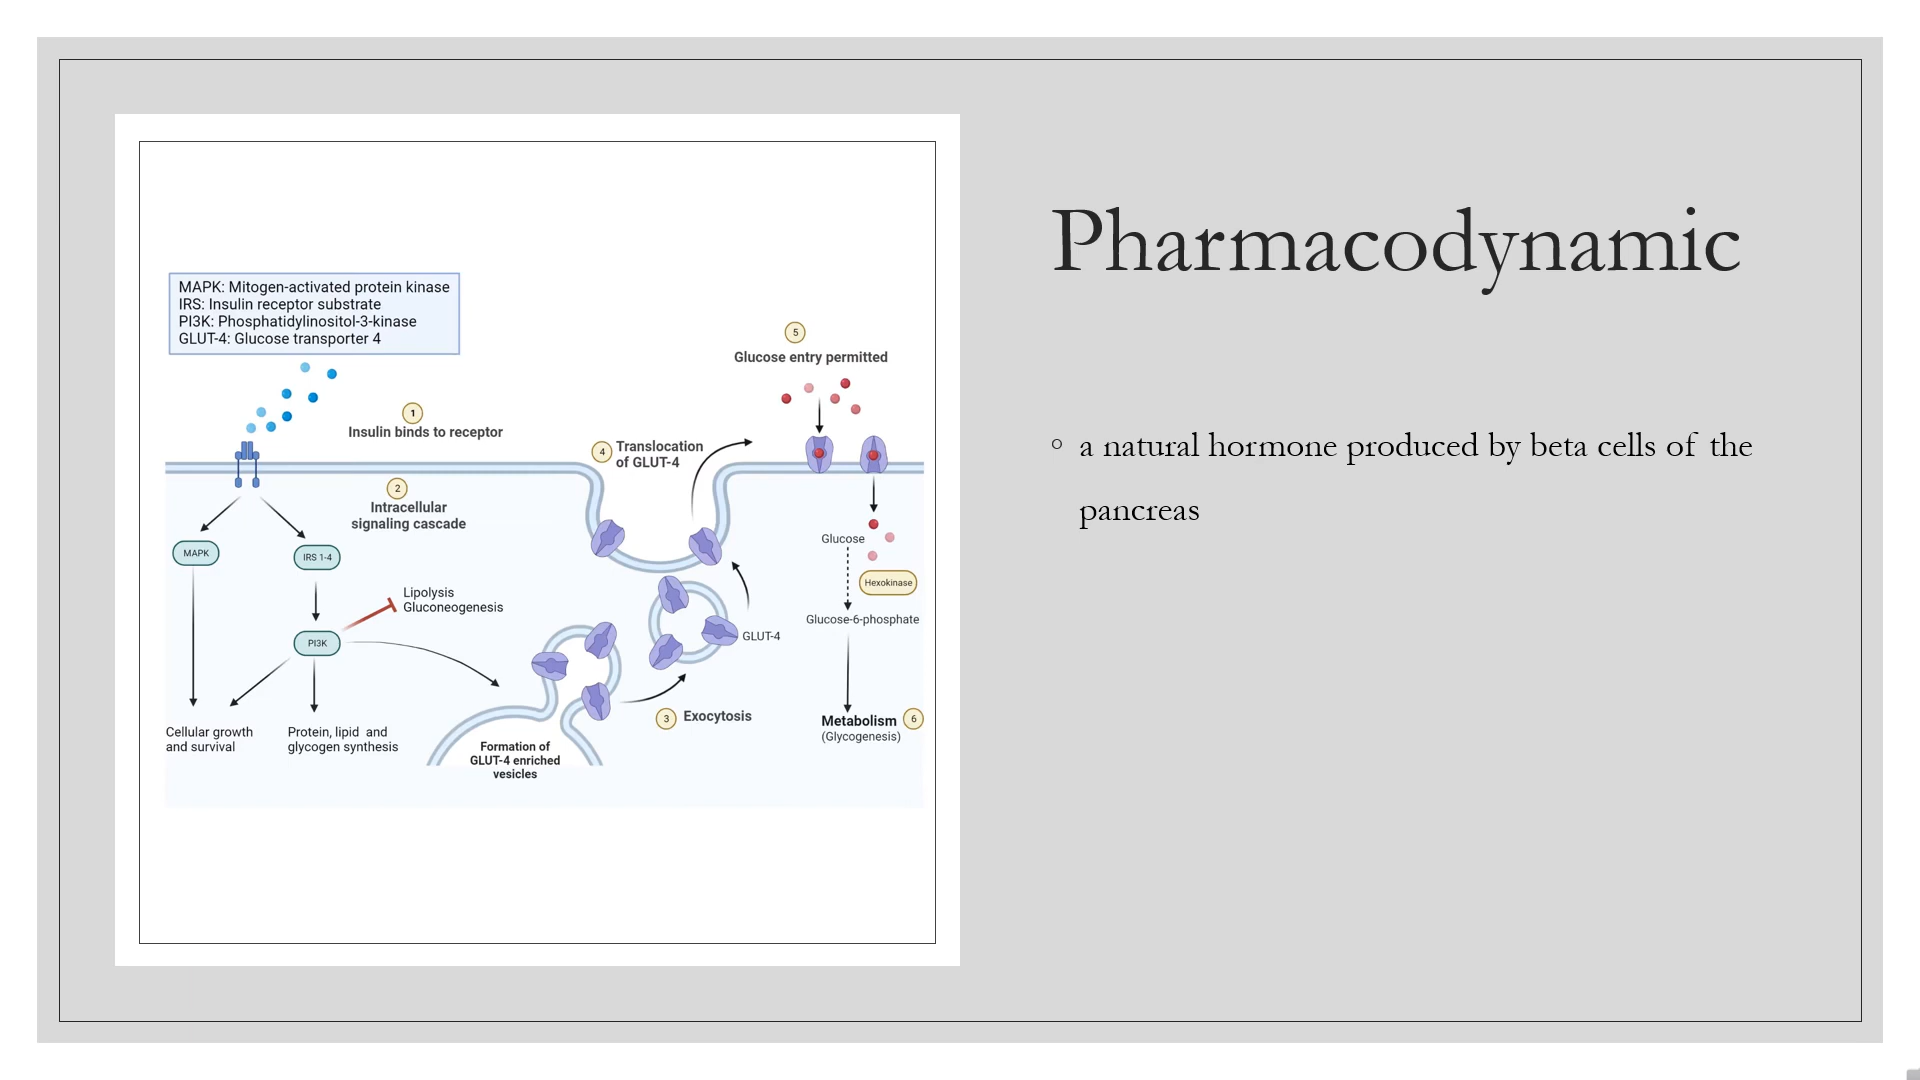 MAPK: Mitogen-activated protein kinase
IRS: Insulin receptor substrate
PI3K: Phosphatidylinositol-3-kinase
GLUT-4: Glucose transporter 4
1
Insulin binds to receptor
2
Intracellular
signaling cascade
MAPK
IRS 1-4
Lipolysis
Gluconeogenesis
PI3K
Cellular growth
and survival
Protein, lipid and
glycogen synthesis
Formation of
GLUT-4 enriched
vesicles
3 Exocytosis
GLUT-4
4 Translocation
of GLUT-4
5
Glucose entry permitted
Glucose
Hexokinase
Glucose-6-phosphate
Metabolism 6
(Glycogenesis)
Pharmacodynamic
◦ a natural hormone produced by beta cells of the
pancreas